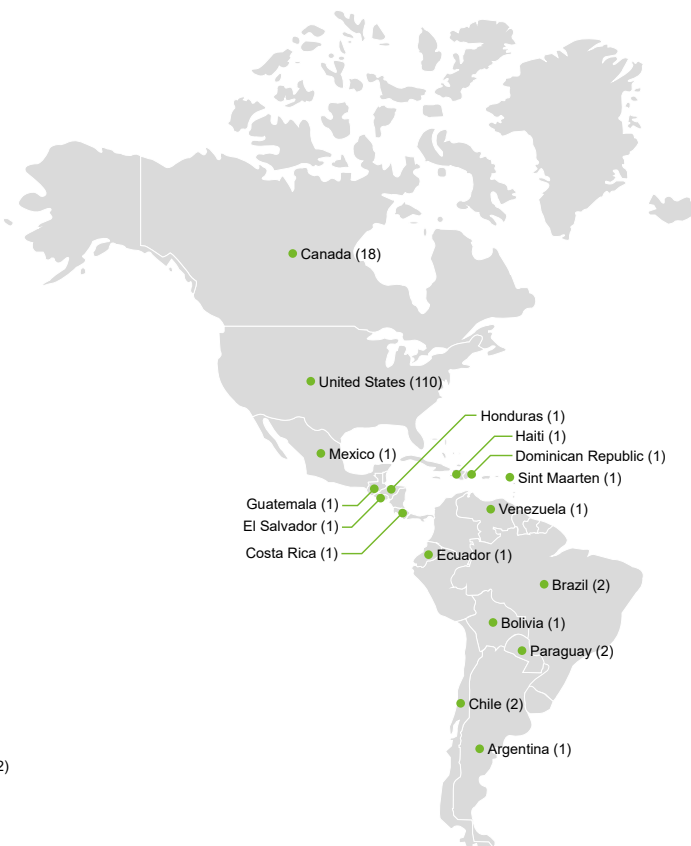 Canada (18)
United States (110)
Honduras (1)
Haiti (1)
Mexico (1)
Dominican Republic (1)
Sint Maarten (1)
Guatemala (1)
Venezuela (1)
El Salvador (1)
Costa Rica (1)
Ecuador (1)
Brazil (2)
Bolivia (1)
Paraguay (2)
Chile (2)
Argentina (1)
2)